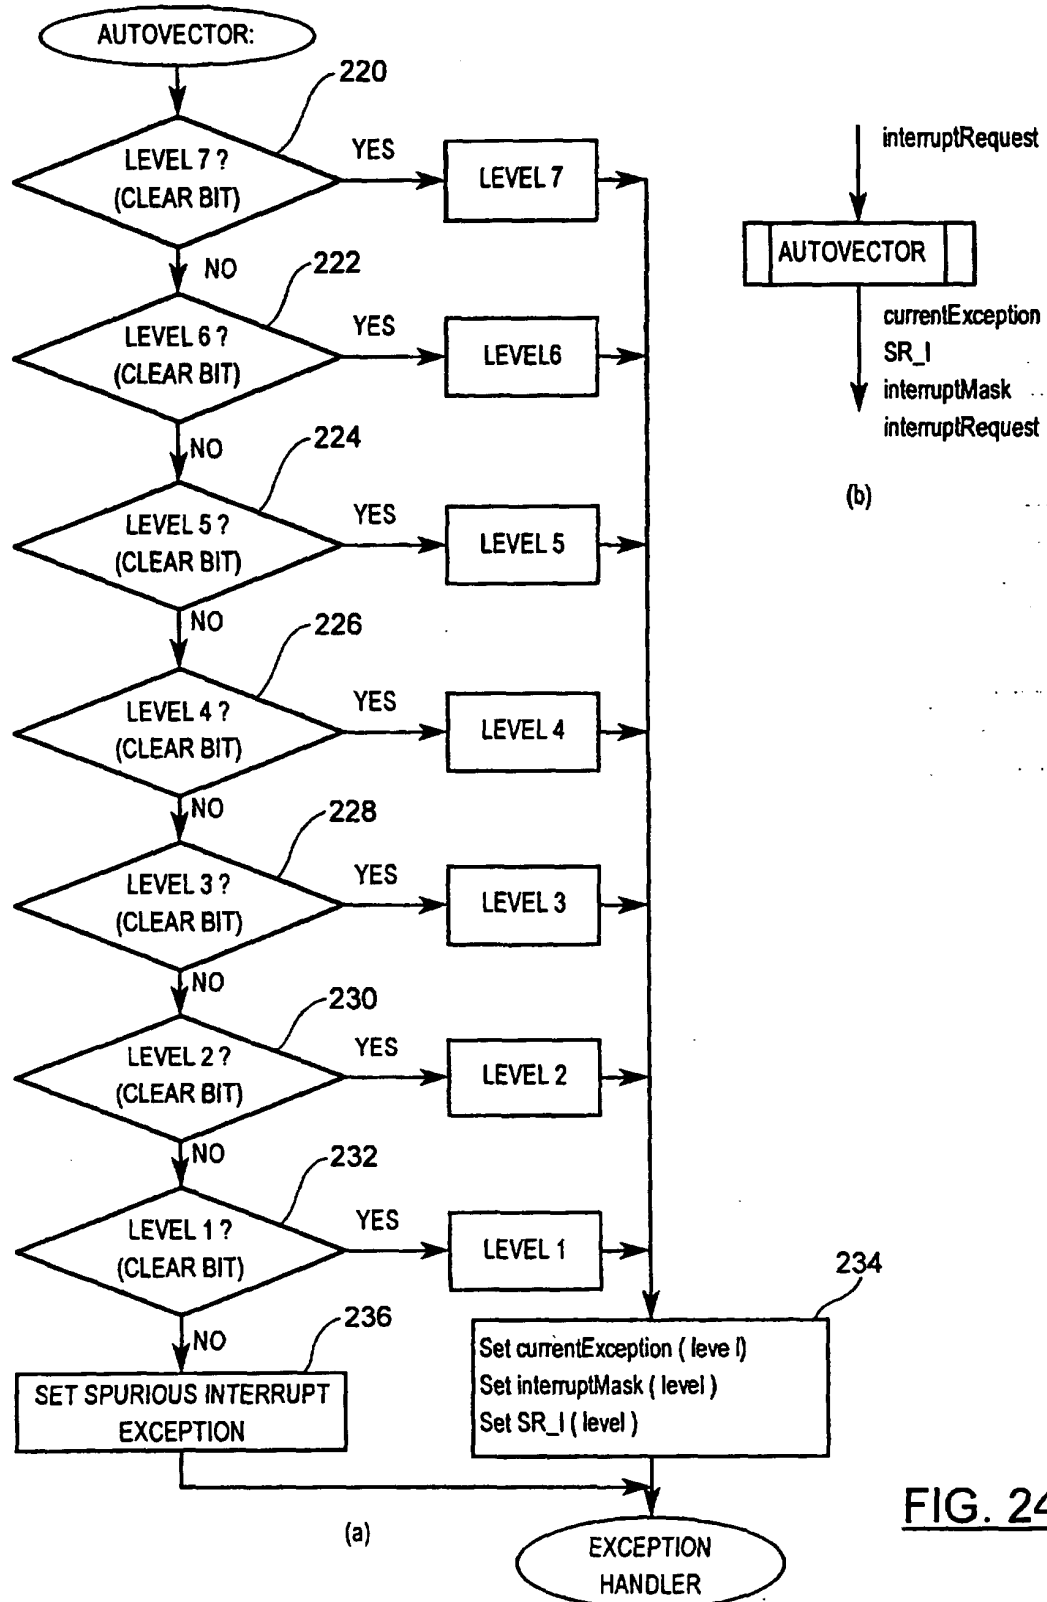 AUTOVECTOR:
220
LEVEL 7 ?
(CLEAR BIT)
YES
LEVEL 7
NO
222
LEVEL 6 ?
(CLEAR BIT)
YES
LEVEL6
NO
224
LEVEL 5 ?
(CLEAR BIT)
YES
LEVEL 5
NO
226
LEVEL 4 ?
(CLEAR BIT)
YES
LEVEL 4
NO
228
LEVEL 3 ?
(CLEAR BIT)
YES
LEVEL 3
NO
230
LEVEL 2 ?
(CLEAR BIT)
YES
LEVEL 2
NO
232
LEVEL 1 ?
(CLEAR BIT)
YES
LEVEL 1
NO
236
SET SPURIOUS INTERRUPT
EXCEPTION
234
Set currentException ( leve l)
Set interruptMask ( level )
Set SR_I ( level )
EXCEPTION
HANDLER
(a)
interruptRequest
AUTOVECTOR
currentException
SR_I
interruptMask
interruptRequest
(b)
FIG. 24